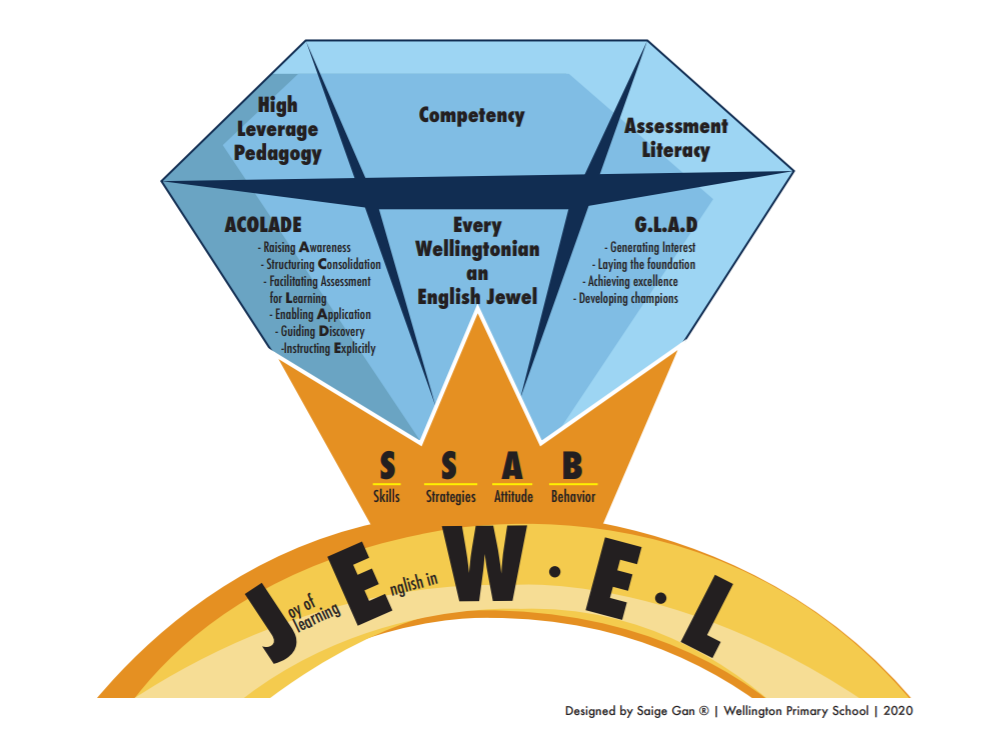 High
Leverage
Pedagogy
Competency
Assessment
Literacy
ACOLADE
- Raising Awareness
- Structuring Consolidation
- Facilitating Assessment
for Learning
- Enabling Application
- Guiding Discovery
-Instructing Explicitly
Every
Wellingtonian
an
English Jewel
G.L.A.D
- Generating Interest
- Laying the foundation
- Achieving excellence
- Developing champions
S S A B
Skills Strategies Attitude Behavior
Joy of
learning
English in
W • E • L
Designed by Saige Gan ® | Wellington Primary School | 2020